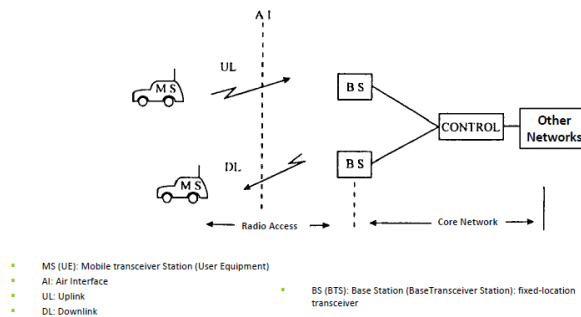 A I
UL
M S
B S
CONTROL
Other
Networks
DL
B S
M S
Radio Access
Core Network
MS (UE): Mobile transceiver Station (User Equipment)
AI: Air Interface
UL: Uplink
DL: Downlink
BS (BTS): Base Station (BaseTransceiver Station): fixed-location
transceiver